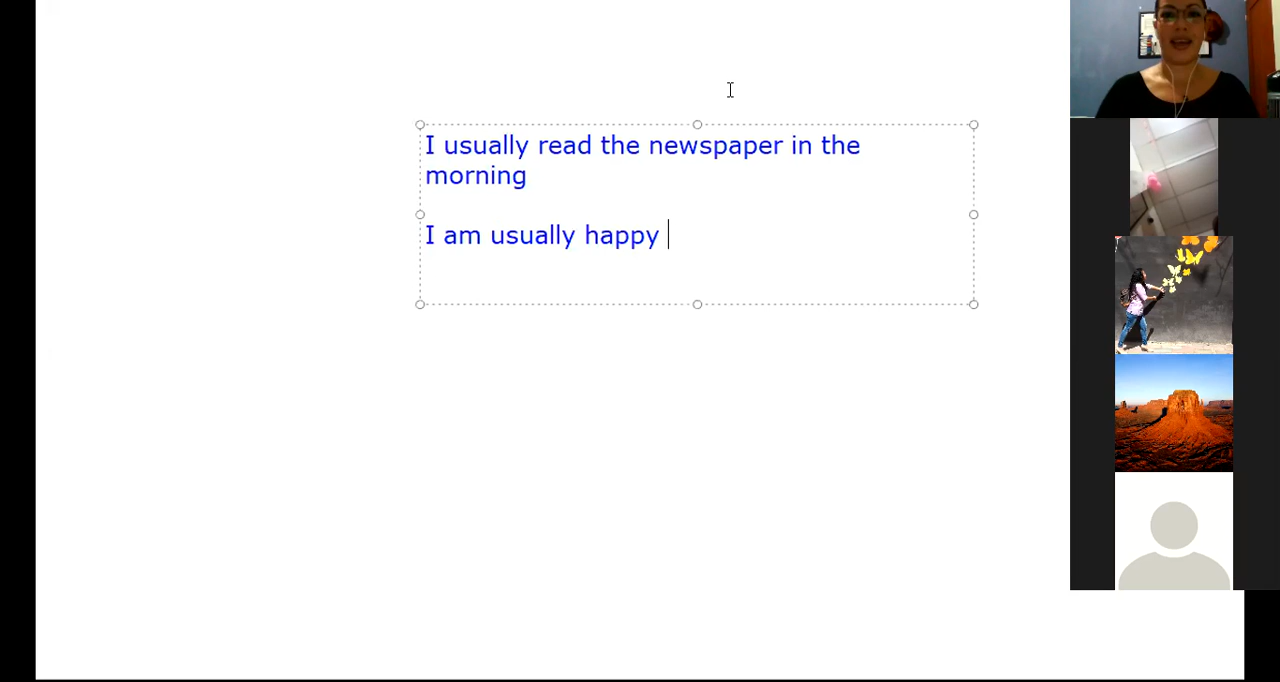 I usually read the newspaper in the
morning
I am usually happy